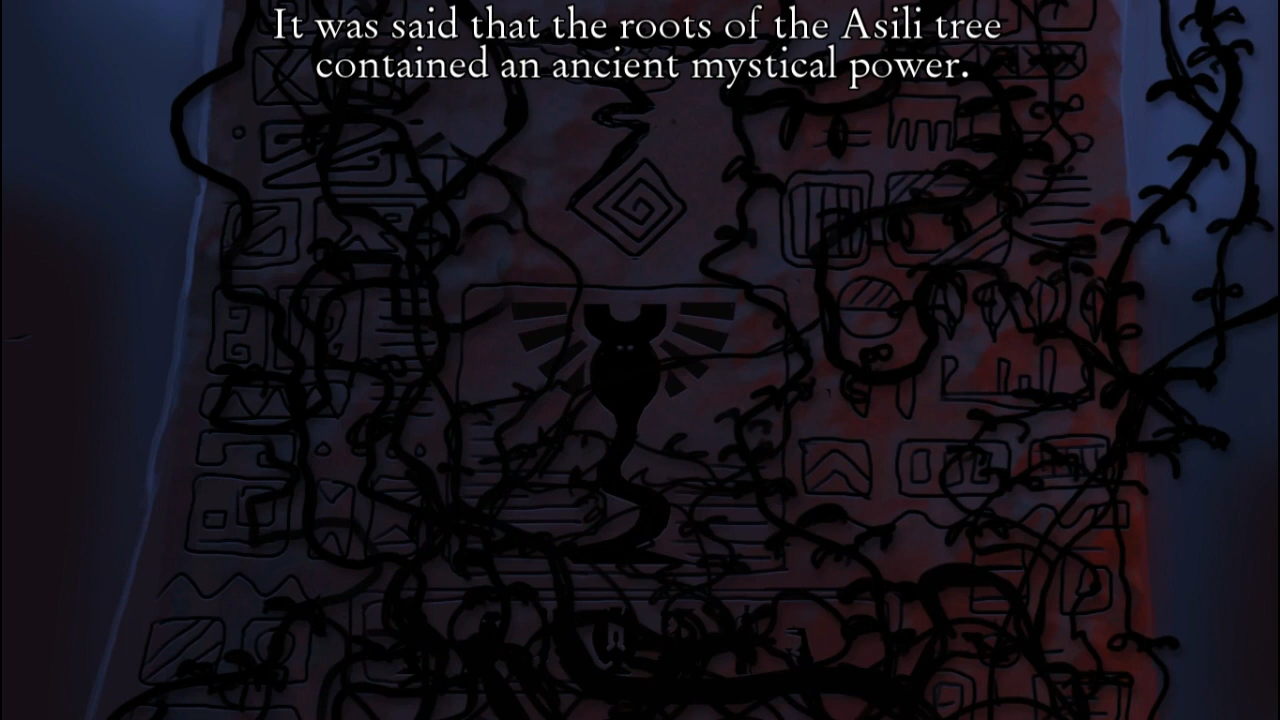 It was said that the roots of the Asili tree
contained an ancient mystical power.